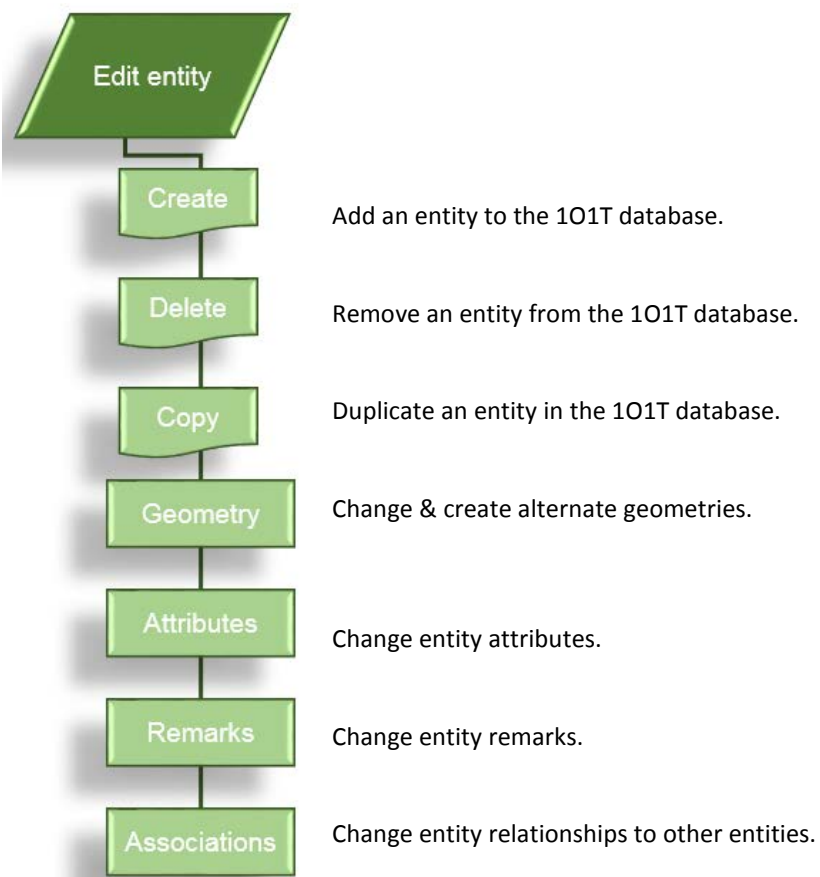 Edit entity
Create
Add an entity to the 1O1T database.
Delete
Remove an entity from the 1O1T database.
Copy
Duplicate an entity in the 1O1T database.
Geometry
Change & create alternate geometries.
Attributes
Change entity attributes.
Remarks
Change entity remarks.
Associations
Change entity relationships to other entities.